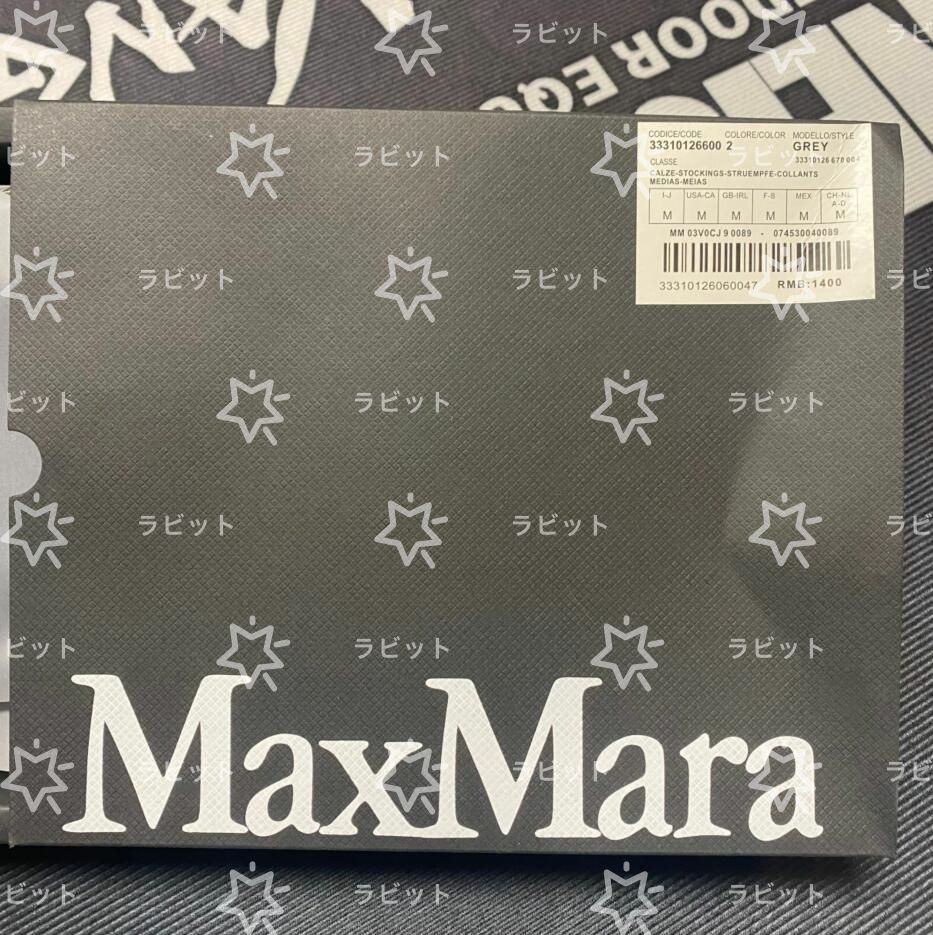 DOOR EQU
CODICE/CODE COLORE/COLOR MODELLO/STYLE
33310126600 2 GREY
33310126 670 004
CLASSE
CALZE-STOCKINGS-STRUEMPFE-COLLANTS
MEDIAS-MEIAS
I-J USA-CA GB-IRL F-B MEX CH-NL
A-D
M M M M M M
MM 03V0CJ 9 0089 - 074530040089
33310126060047 RMB:1400
MaxMara
ラビット